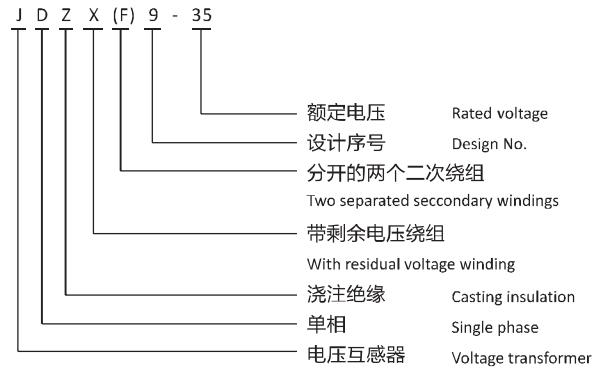 J D Z X (F) 9 - 35
额定电压 Rated voltage
设计序号 Design No.
分开的两个二次绕组
Two separated seccondary windings
带剩余电压绕组
With residual voltage winding
浇注绝缘 Casting insulation
单相 Single phase
电压互感器 Voltage transformer